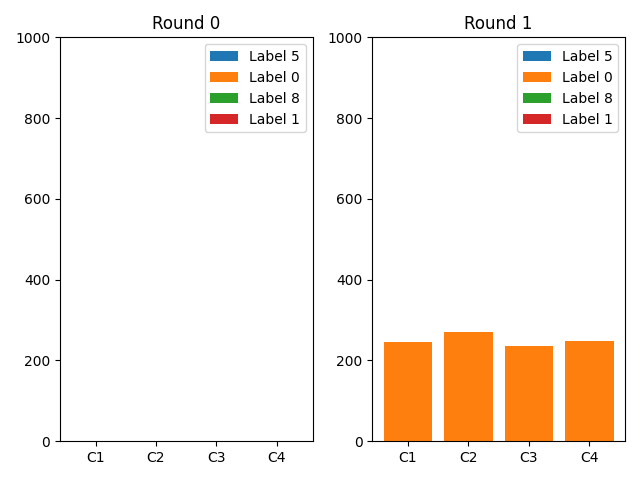 Round 0
1000
800
600
400
200
0
C1 C2 C3 C4
Label 5
Label 0
Label 8
Label 1
Round 1
1000
800
600
400
200
0
C1 C2 C3 C4
Label 5
Label 0
Label 8
Label 1